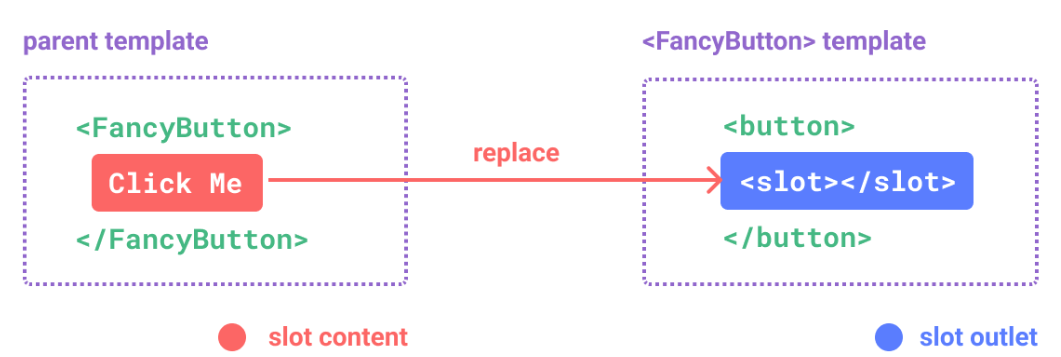 parent template
<FancyButton>
Click Me
</FancyButton>
replace
<FancyButton> template
<button>
<slot></slot>
</button>
slot content
slot outlet